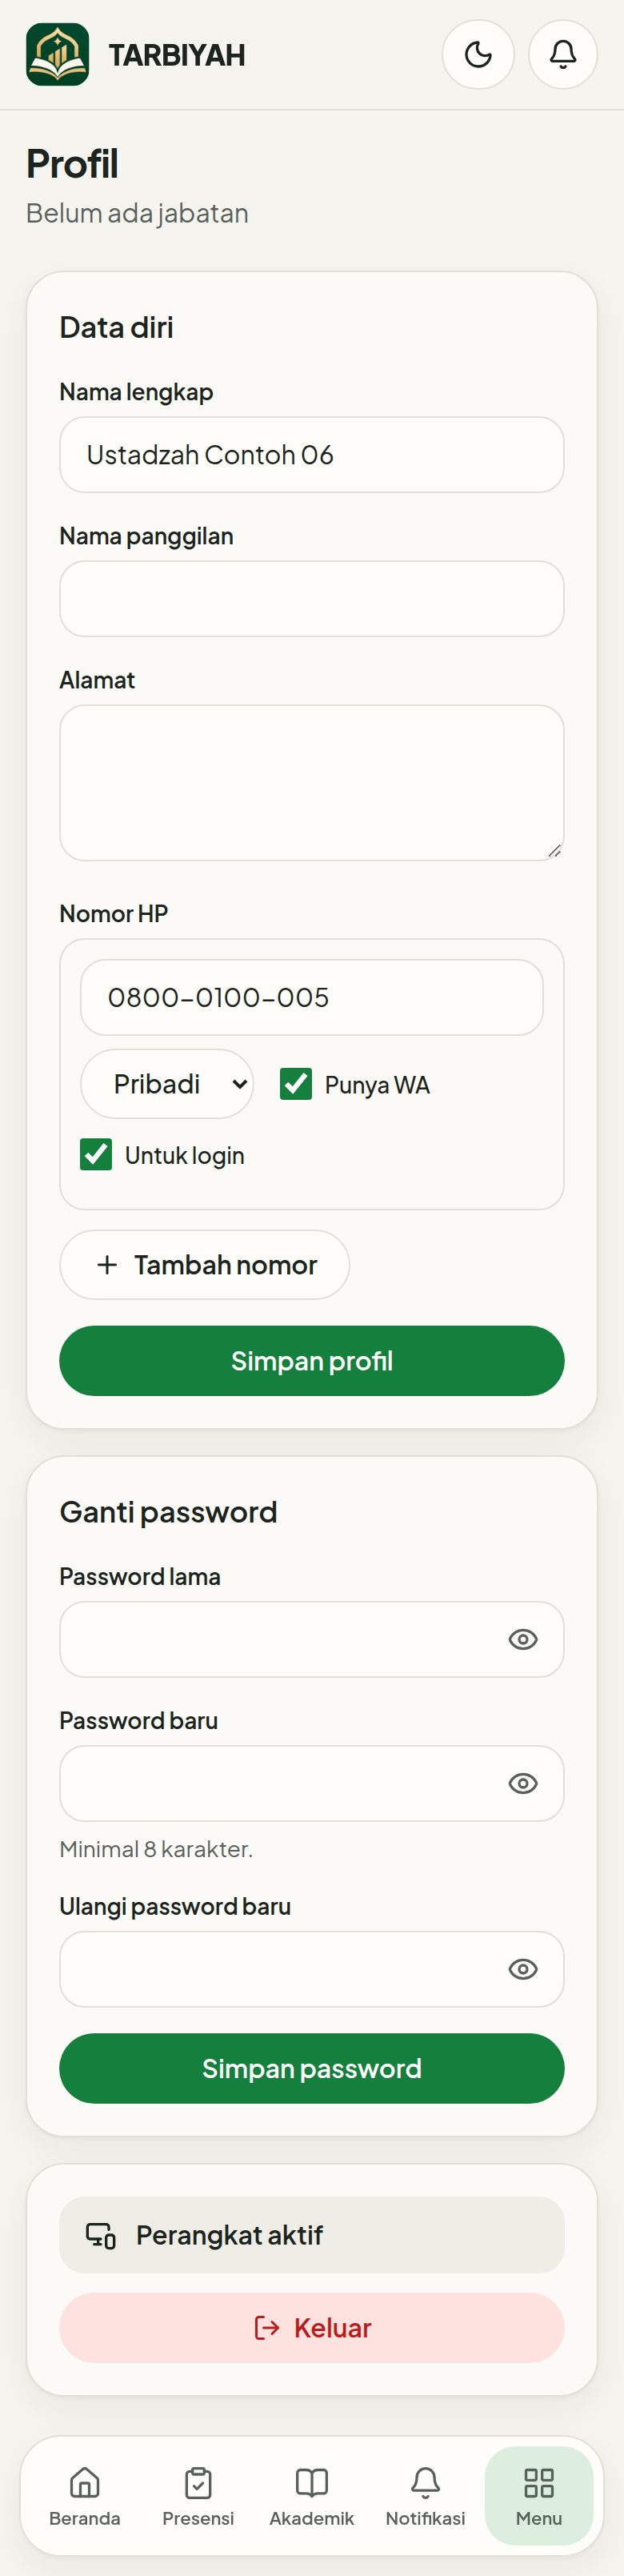 TARBIYAH
Profil
Belum ada jabatan
Data diri
Nama lengkap
Ustadzah Contoh 06
Nama panggilan
Alamat
Nomor HP
0800-0100-005
Pribadi
Punya WA
Untuk login
Tambah nomor
Simpan profil
Ganti password
Password lama
Password baru
Minimal 8 karakter.
Ulangi password baru
Simpan password
Perangkat aktif
Keluar
Beranda
Presensi
Akademik
Notifikasi
Menu